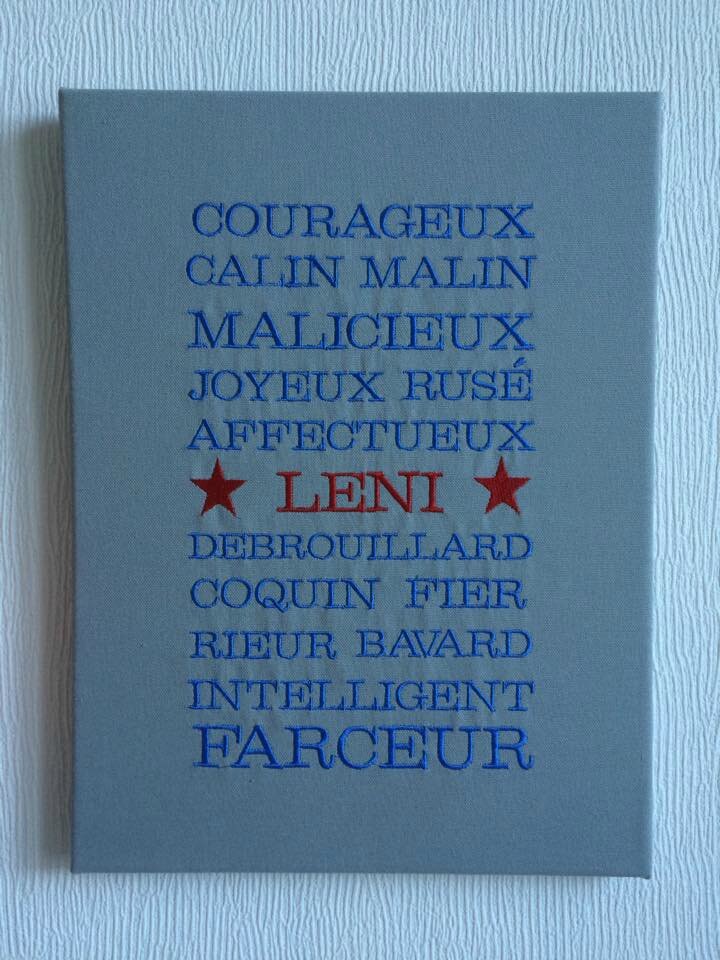 COURAGEUX
CALIN MALIN
MALICIEUX
JOYEUX RUSÉ
AFFECTUEUX
★ LENI ★
DEBROUILLARD
COQUIN FIER
RIEUR BAVARD
INTELLIGENT
FARCEUR